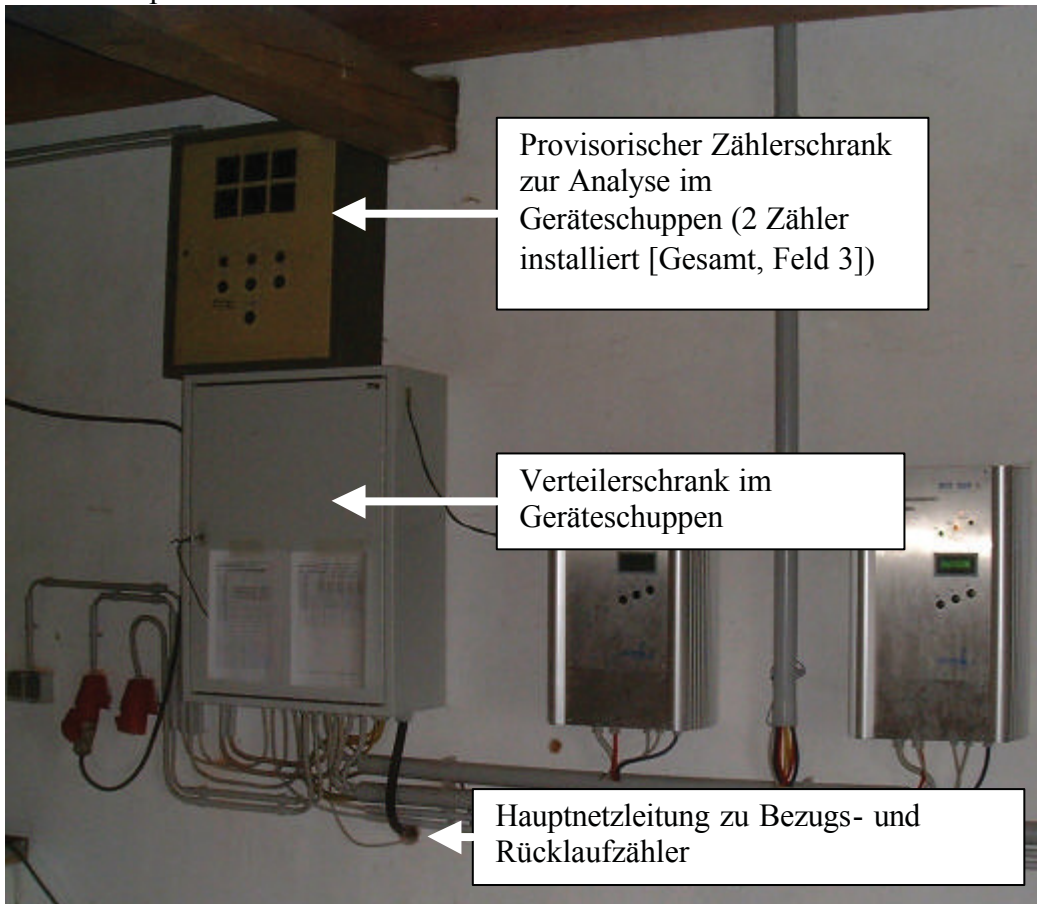 Provisorischer Zählerschrank
zur Analyse im
Geräteschuppen (2 Zähler
installiert [Gesamt, Feld 3])
Verteilerschrank im
Geräteschuppen
Hauptnetzleitung zu Bezugs- und
Rücklaufzähler